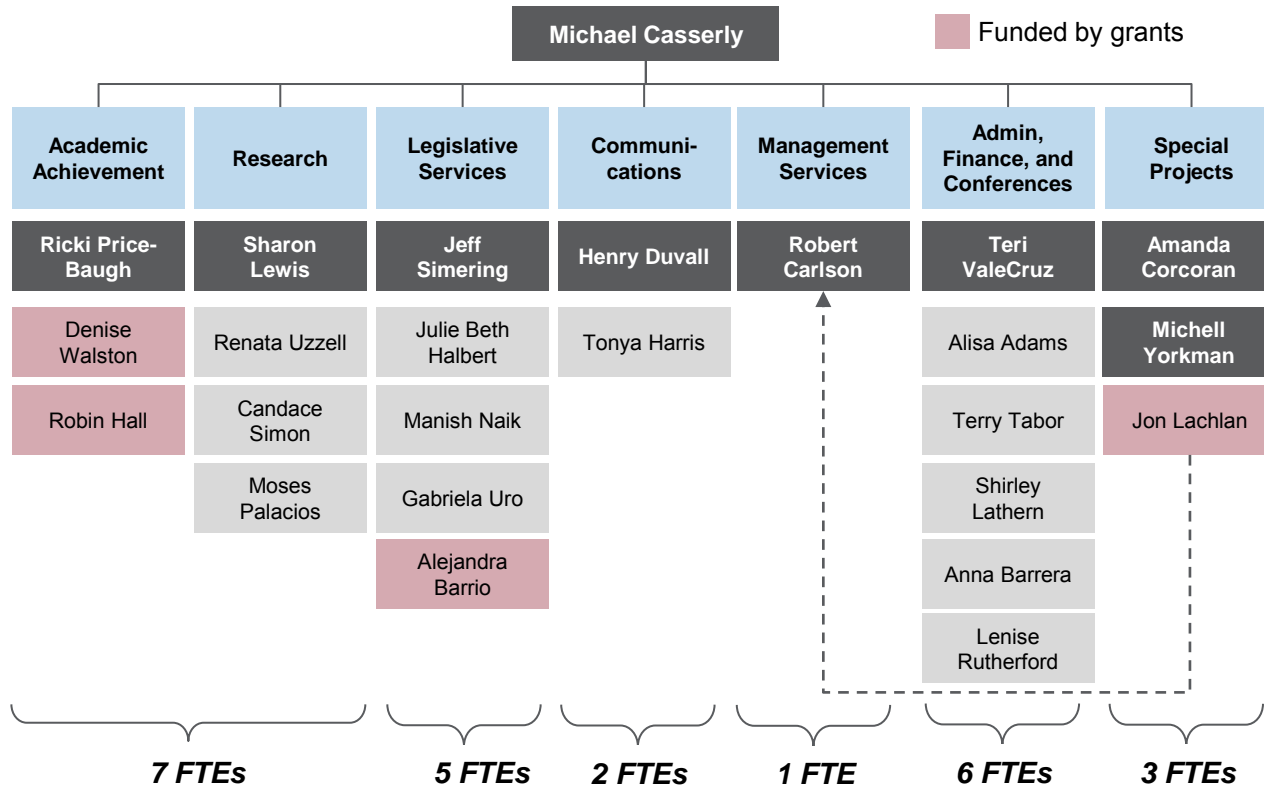 Michael Casserly
Funded by grants
Academic
Achievement
Research
Legislative
Services
Communi-
cations
Management
Services
Admin,
Finance, and
Conferences
Special
Projects
Ricki Price-
Baugh
Sharon
Lewis
Jeff
Simering
Henry Duvall
Robert
Carlson
Teri
ValeCruz
Amanda
Corcoran
Denise
Walston
Renata Uzzell
Julie Beth
Halbert
Tonya Harris
Alisa Adams
Michell
Yorkman
Robin Hall
Candace
Simon
Manish Naik
Terry Tabor
Jon Lachlan
Moses
Palacios
Gabriela Uro
Shirley
Lathern
Alejandra
Barrio
Anna Barrera
Lenise
Rutherford
7 FTEs
5 FTEs
2 FTEs
1 FTE
6 FTEs
3 FTEs